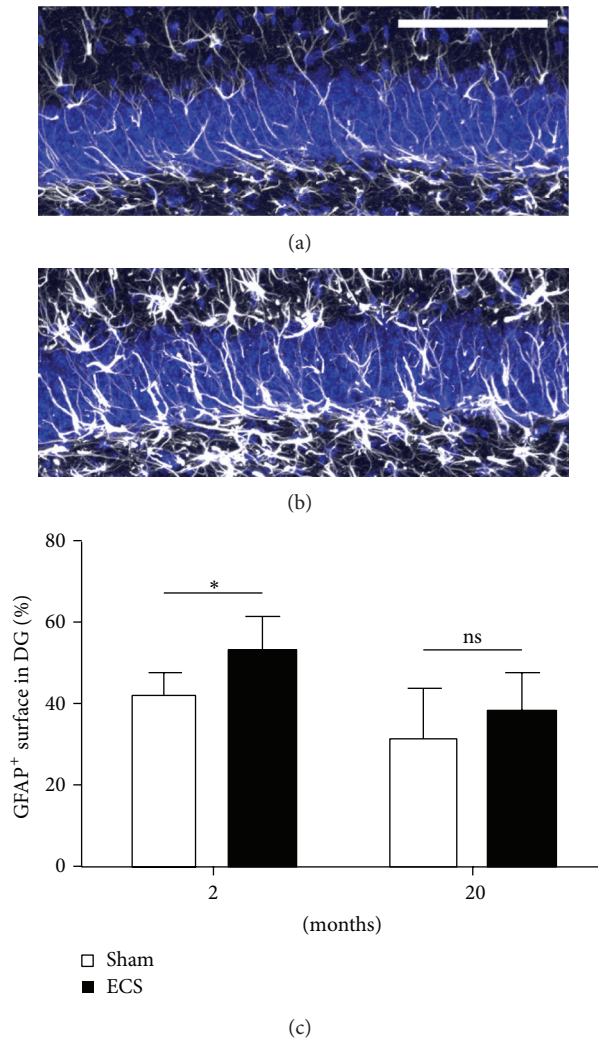 (a)
(b)
80
60
40
20
0
GFAP⁺ surface in DG (%)
*
ns
2
20
(months)
Sham
ECS
(c)